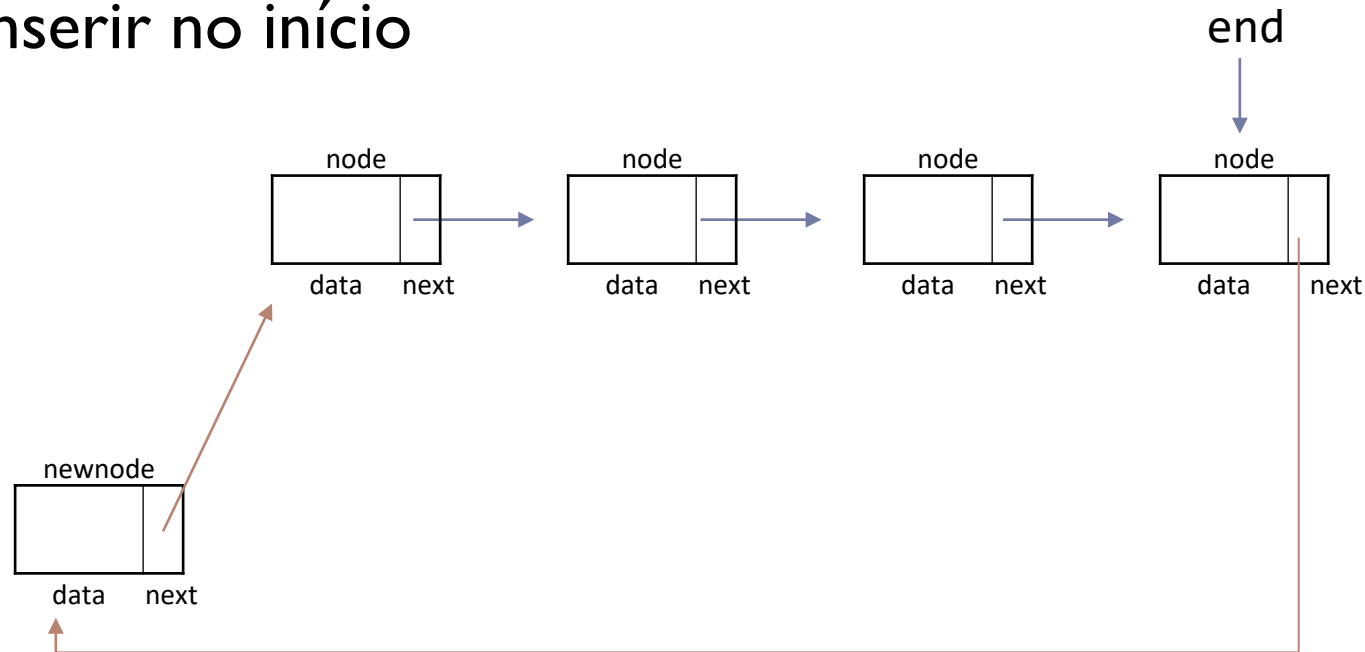 nserir no início
end
node node node node
data next data next data next data next
newnode
data next